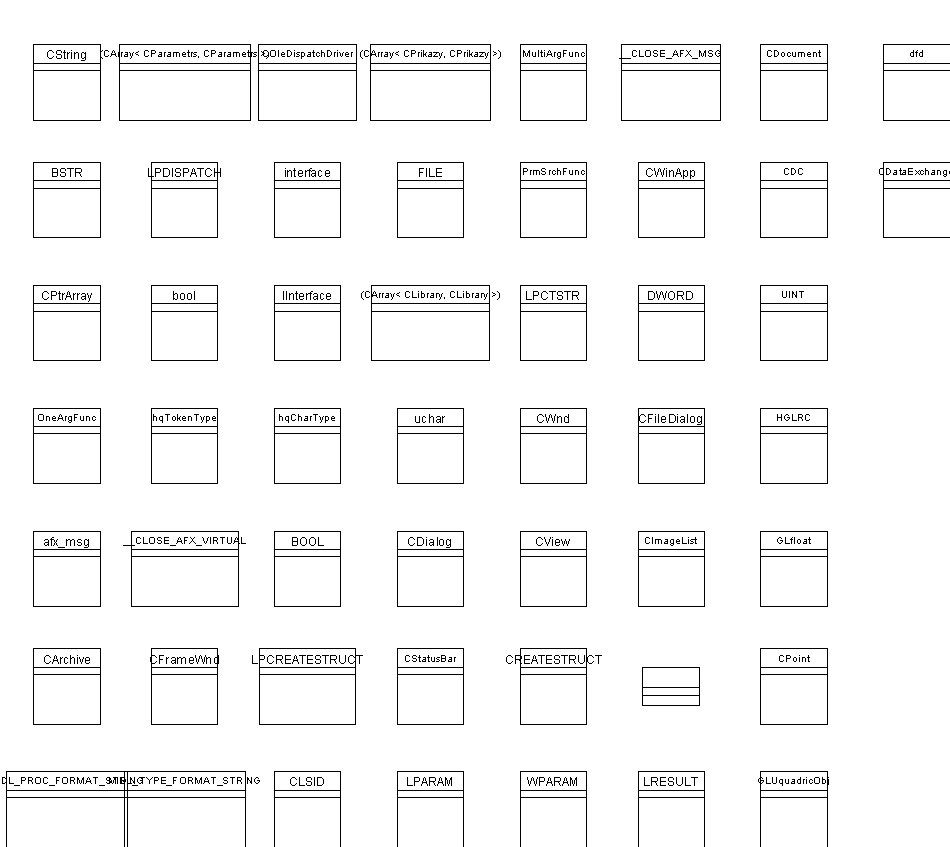 CString
(CArray< CParametrs, CParametrs >)
COleDispatchDriver
(CArray< CPrikazy, CPrikazy >)
MultiArgFunc
__CLOSE_AFX_MSG
CDocument
dfd
BSTR
LPDISPATCH
interface
FILE
PrmSrchFunc
CWinApp
CDC
CDataExchange
CPtrArray
bool
IInterface
(CArray< CLibrary, CLibrary >)
LPCTSTR
DWORD
UINT
OneArgFunc
hqTokenType
hqCharType
uchar
CWnd
CFileDialog
HGLRC
afx_msg
__CLOSE_AFX_VIRTUAL
BOOL
CDialog
CView
CImageList
GLfloat
CArchive
CFrameWnd
LPCREATESTRUCT
CStatusBar
CREATESTRUCT
CPoint
DL_PROC_FORMAT_STRING
MIDL_TYPE_FORMAT_STRING
CLSID
LPARAM
WPARAM
LRESULT
GLUquadricObj